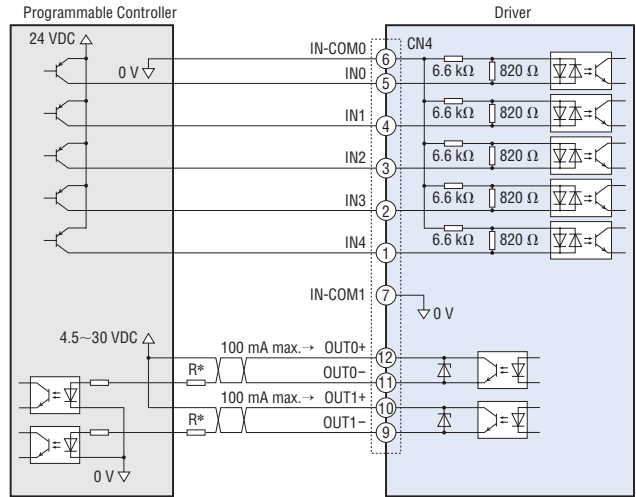 Programmable Controller
Driver
24 VDC
0 V
IN-COM0
6
CN4
6.6 kΩ
820 Ω
IN0
5
6.6 kΩ
820 Ω
IN1
4
6.6 kΩ
820 Ω
IN2
3
6.6 kΩ
820 Ω
IN3
2
6.6 kΩ
820 Ω
IN4
1
IN-COM1
7
0 V
4.5~30 VDC
100 mA max.→ OUT0+
12
R*
OUT0−
11
100 mA max.→ OUT1+
10
R*
OUT1−
9
0 V